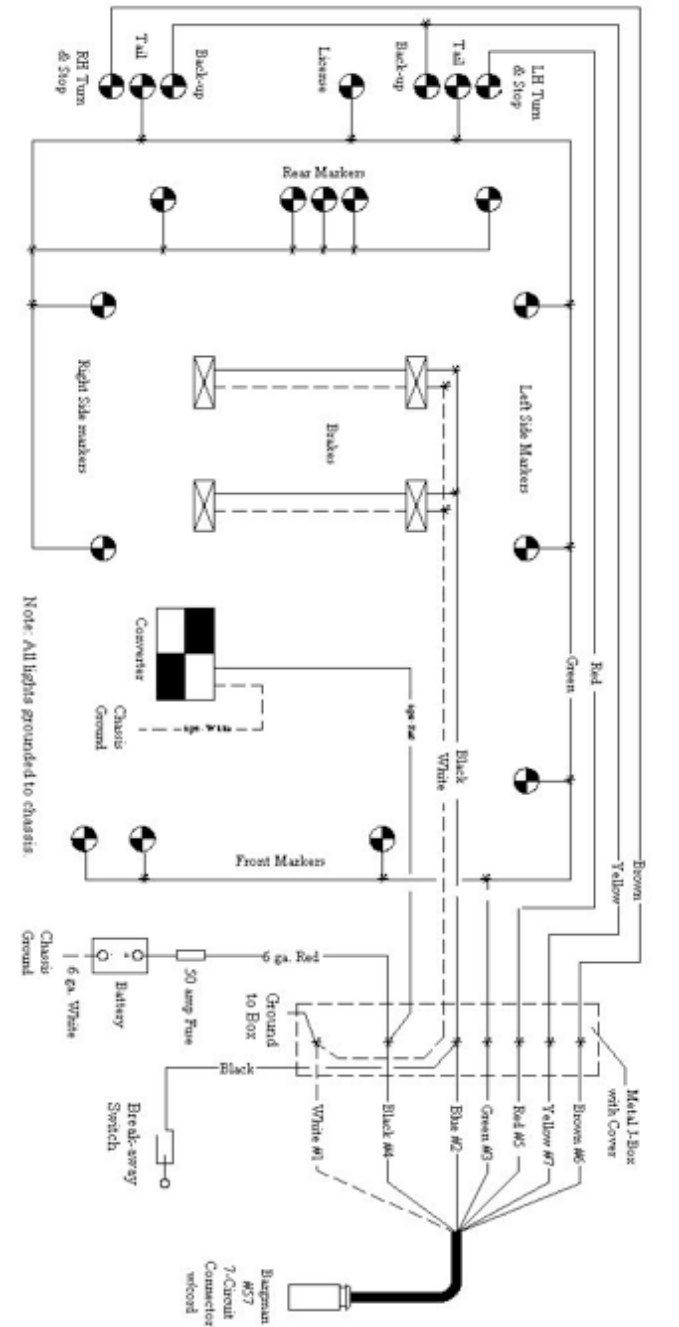 RH Turn
& Stop
Tail
Back-up
License
Back-up
Tail
LH Turn
& Stop
Rear Markers
Right Side markers
Brakes
Left Side Markers
Converter
Chassis
Ground
Black
White
Green
Red
Yellow
Brown
Front Markers
Note: All lights grounded to chassis.
Chassis
Ground
6 ga. White
Battery
50 amp Fuse
6 ga. Red
Ground
to Box
Metal J-Box
with Cover
Black
Break-away
Switch
White #1
Black #4
Blue #2
Green #3
Red #5
Yellow #7
Brown #6
Bargman
#57
7-Circuit
Connector
w/cord